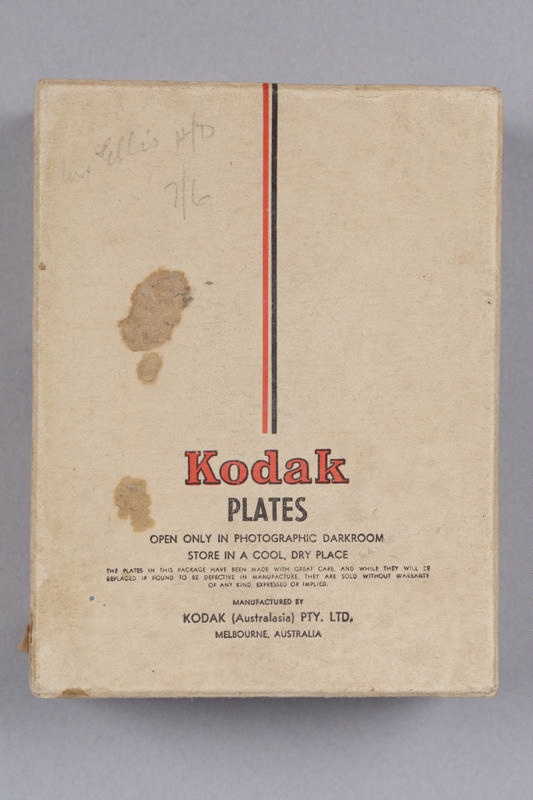 Ellis H/D
7/6
Kodak
PLATES
OPEN ONLY IN PHOTOGRAPHIC DARKROOM
STORE IN A COOL, DRY PLACE
THE PLATES IN THIS PACKAGE HAVE BEEN MADE WITH GREAT CARE, AND WHILE THEY WILL BE
REPLACED IF FOUND TO BE DEFECTIVE IN MANUFACTURE, THEY ARE SOLD WITHOUT WARRANTY
OF ANY KIND, EXPRESSED OR IMPLIED.
MANUFACTURED BY
KODAK (Australasia) PTY. LTD.
MELBOURNE, AUSTRALIA